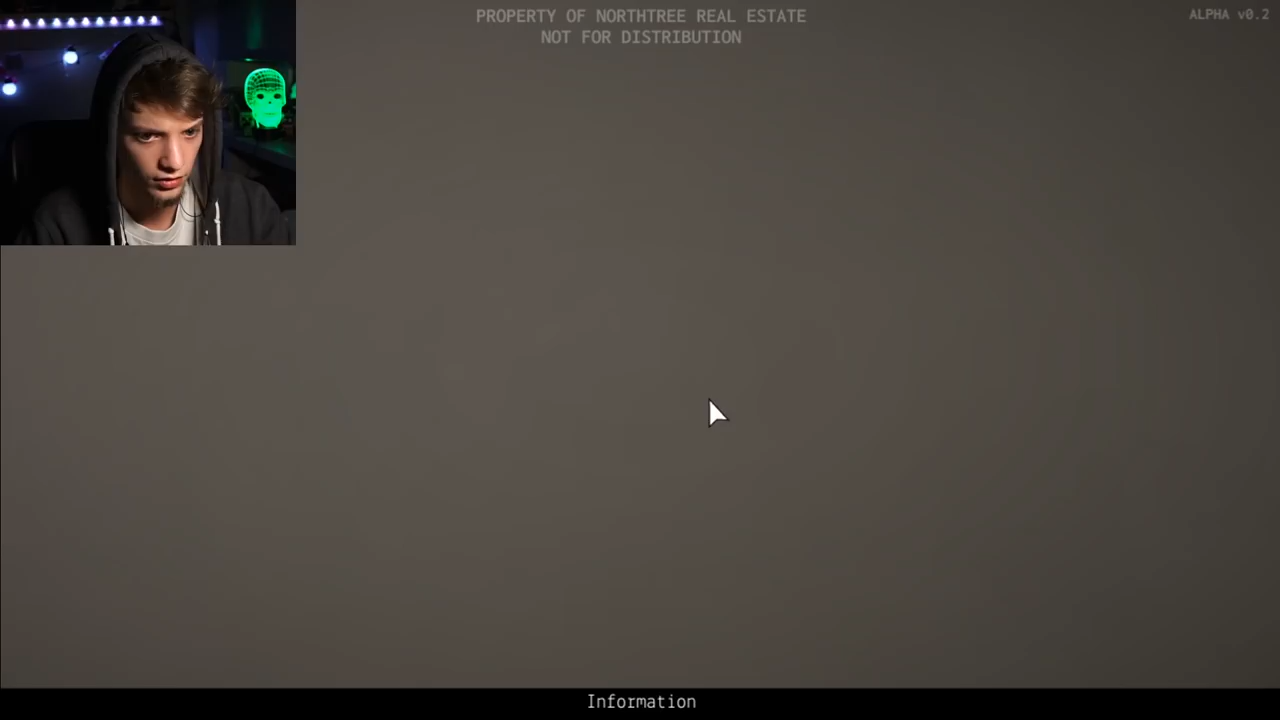 PROPERTY OF NORTHTREE REAL ESTATE
NOT FOR DISTRIBUTION
ALPHA v0.2
Information